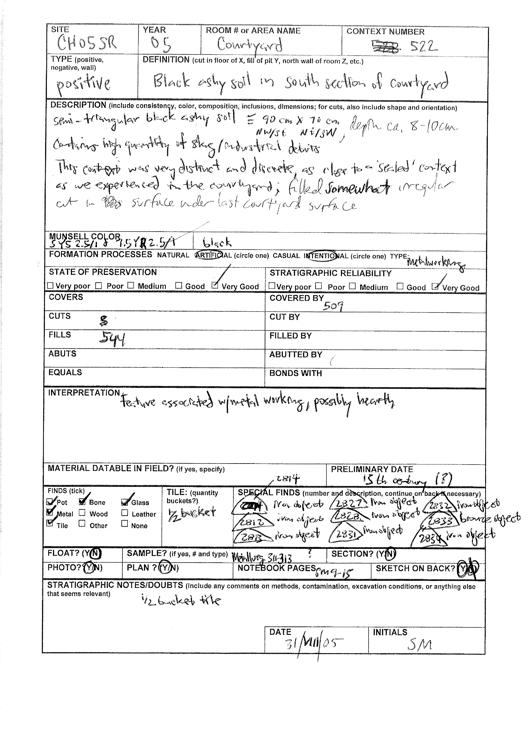 SITE YEAR ROOM # or AREA NAME CONTEXT NUMBER
CH05SR 05 Courtyard 522
TYPE (positive, negative, wall) DEFINITION (cut in floor of X, fill of pit Y, north wall of room Z, etc.)
positive Black ashy soil in south section of courtyard
DESCRIPTION (include consistency, color, composition, inclusions, dimensions; for cuts, also include shape and orientation)
semi-triangular black ashy soil 90 cm x 70 cm, depth ca. 8-10cm
Contains high quantity of slag/industrial debris
This context was very distinct and discrete, as close to a 'sealed' context
as we experienced in the courtyard; filled somewhat irregular
cut in surface under last courtyard surface
MUNSELL COLOR
5Y5 2.5/1 & 7.5YR 2.5/1 black
FORMATION PROCESSES NATURAL ARTIFICIAL (circle one) CASUAL INTENTIONAL (circle one) TYPE: metalworking
STATE OF PRESERVATION STRATIGRAPHIC RELIABILITY
Very poor Poor Medium Good Very Good Very poor Poor Medium Good Very Good
COVERS COVERED BY 509
CUTS CUT BY
FILLS 544 FILLED BY
ABUTS ABUTTED BY
EQUALS BONDS WITH
INTERPRETATION
feature associated w/metal working, possibly hearth
MATERIAL DATABLE IN FIELD? (if yes, specify) PRELIMINARY DATE
2814 13th century (?)
FINDS (tick) TILE: (quantity buckets?) SPECIAL FINDS (number and description, continue on back if necessary)
Pot Bone Glass 1/2 bucket iron object 2827 iron object 2832 iron object
Metal Wood Leather 2812 iron object 2828 iron object 2833 bronze object
Tile Other None 2813 iron object 2831 iron object 2834 iron object
FLOAT? (Y/N) SAMPLE? (if yes, # and type) 311-313 ? SECTION? (Y/N)
PHOTO? (Y/N) PLAN ? (Y/N) NOTEBOOK PAGES SM9-15 SKETCH ON BACK? (Y/N)
STRATIGRAPHIC NOTES/DOUBTS (Include any comments on methods, contamination, excavation conditions, or anything else that seems relevant)
1/2 bucket tile
DATE INITIALS
31/VII/05 SM